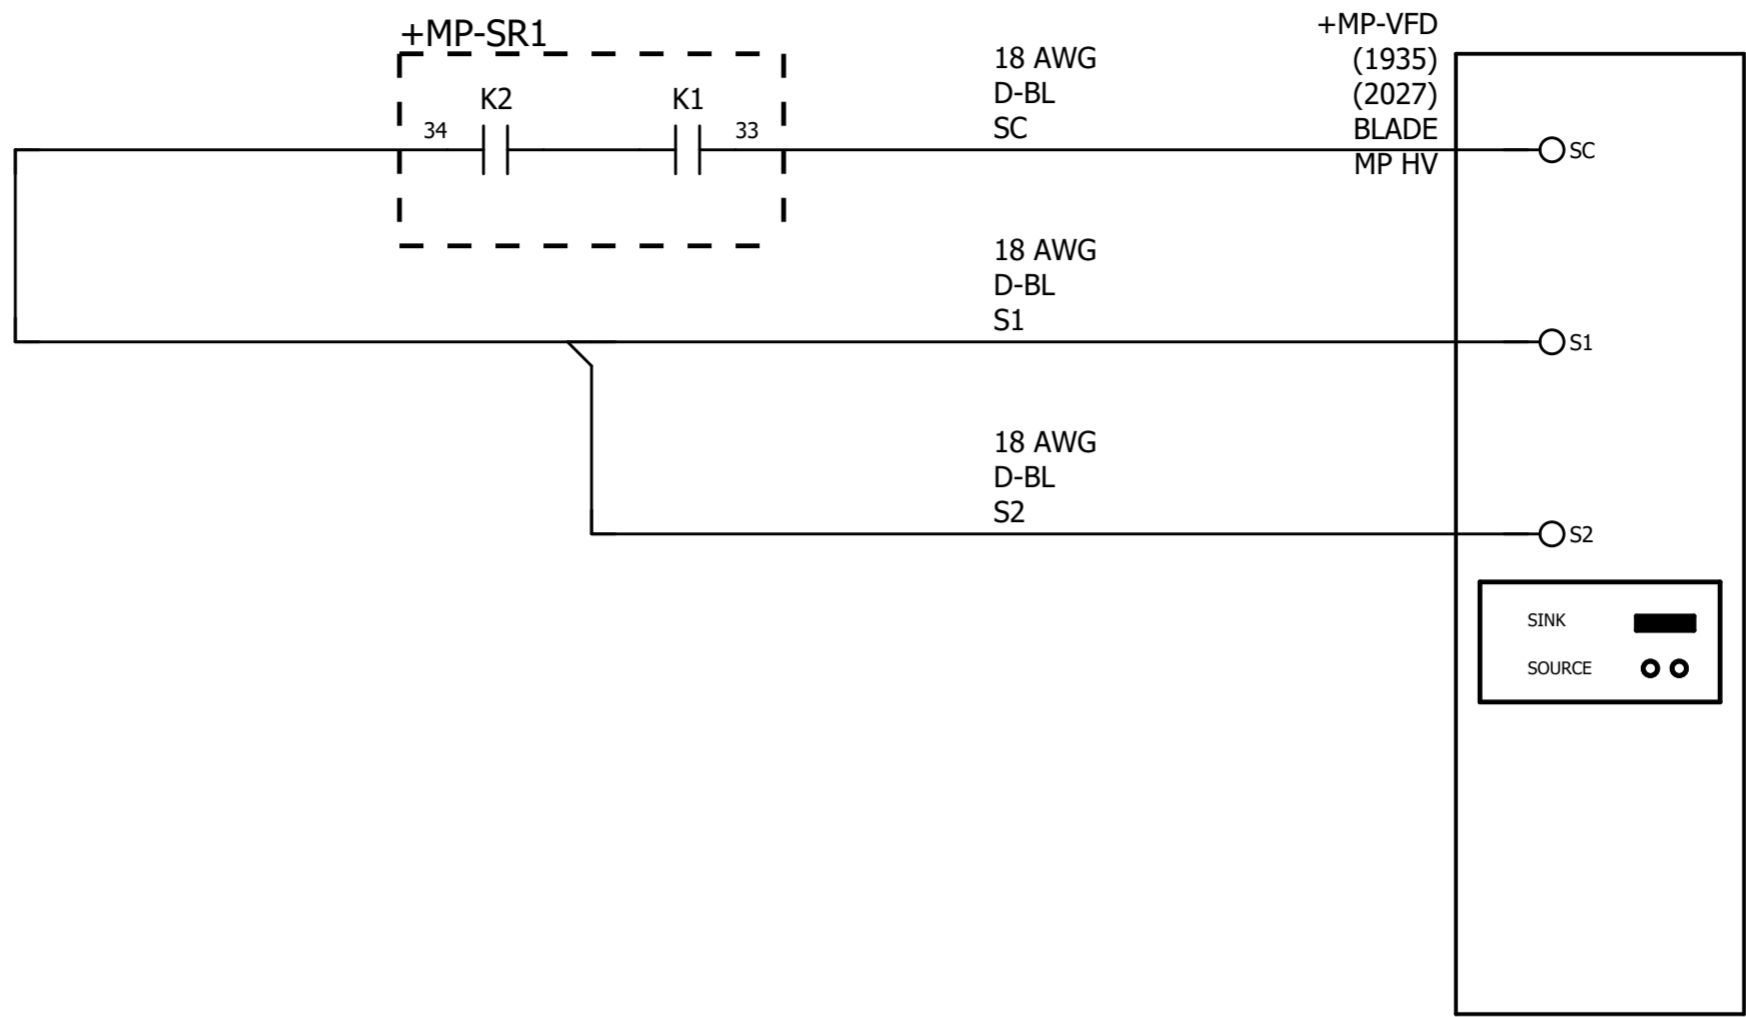 +MP-SR1
K2
K1
34
33
18 AWG
D-BL
SC
+MP-VFD
(1935)
(2027)
BLADE
MP HV
SC
18 AWG
D-BL
S1
S1
18 AWG
D-BL
S2
S2
SINK
SOURCE